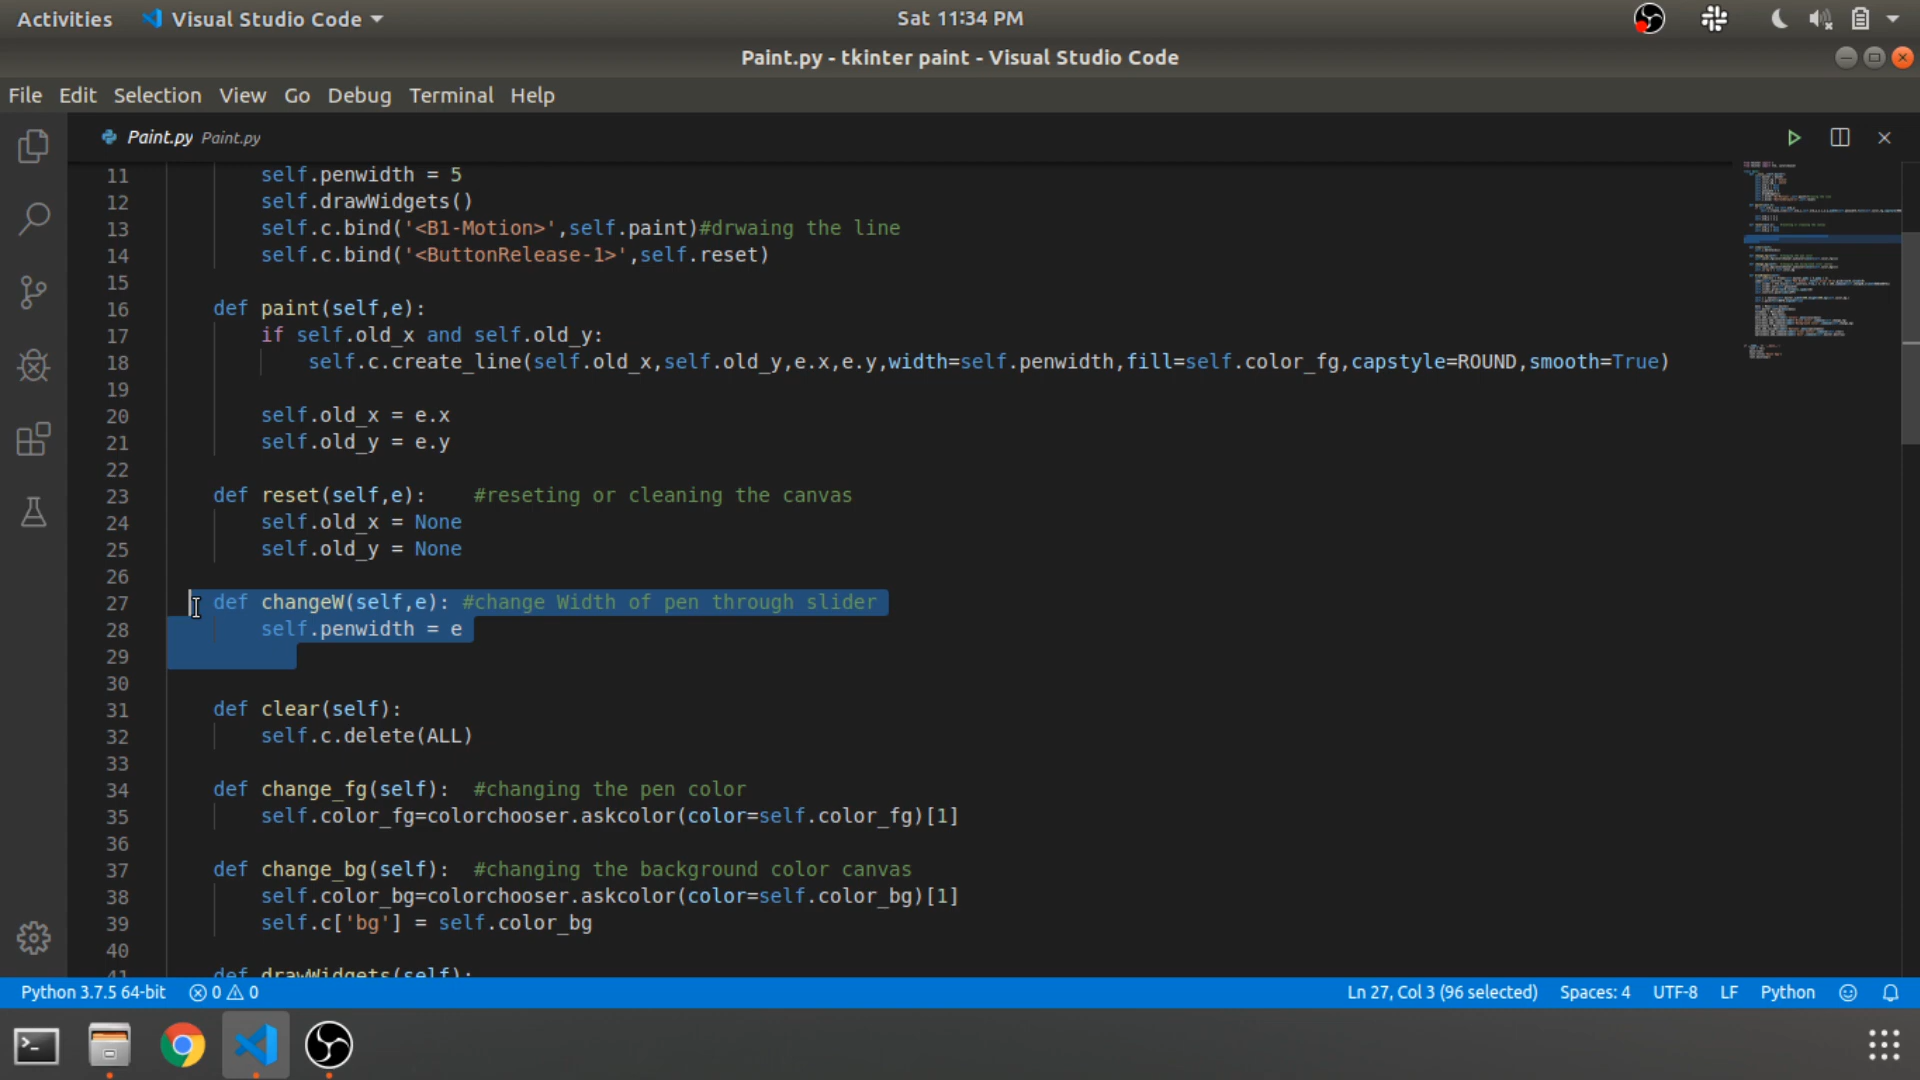 Activities
Visual Studio Code
Sat 11:34 PM
Paint.py - tkinter paint - Visual Studio Code
File Edit Selection View Go Debug Terminal Help
Paint.py Paint.py
11 self.penwidth = 5
12 self.drawWidgets()
13 self.c.bind('<B1-Motion>',self.paint)#drwaing the line
14 self.c.bind('<ButtonRelease-1>',self.reset)
15
16 def paint(self,e):
17 if self.old_x and self.old_y:
18 self.c.create_line(self.old_x,self.old_y,e.x,e.y,width=self.penwidth,fill=self.color_fg,capstyle=ROUND,smooth=True)
19
20 self.old_x = e.x
21 self.old_y = e.y
22
23 def reset(self,e): #reseting or cleaning the canvas
24 self.old_x = None
25 self.old_y = None
26
27 def changeW(self,e): #change Width of pen through slider
28 self.penwidth = e
29
30
31 def clear(self):
32 self.c.delete(ALL)
33
34 def change_fg(self): #changing the pen color
35 self.color_fg=colorchooser.askcolor(color=self.color_fg)[1]
36
37 def change_bg(self): #changing the background color canvas
38 self.color_bg=colorchooser.askcolor(color=self.color_bg)[1]
39 self.c['bg'] = self.color_bg
40
41 def drawWidgets(self):
Python 3.7.5 64-bit 0 0 Ln 27, Col 3 (96 selected) Spaces: 4 UTF-8 LF Python